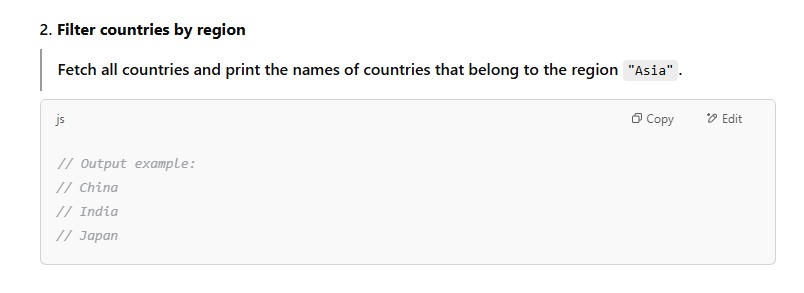 2. Filter countries by region
Fetch all countries and print the names of countries that belong to the region "Asia".
js Copy Edit
// Output example:
// China
// India
// Japan